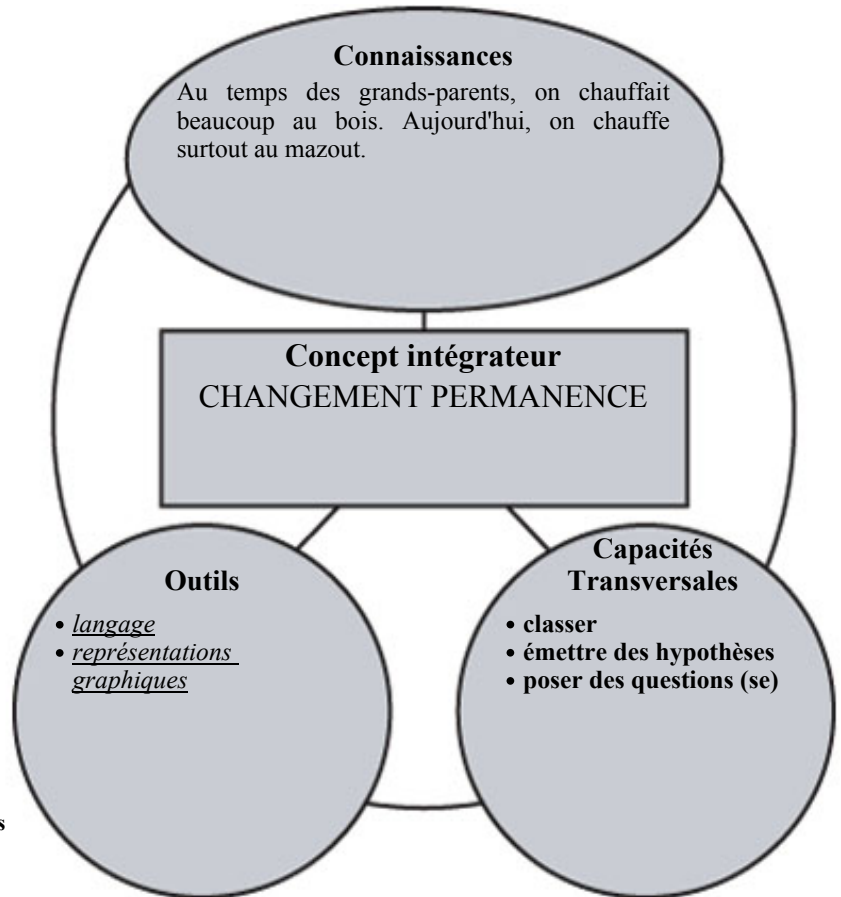 Connaissances
Au temps des grands-parents, on chauffait
beaucoup au bois. Aujourd'hui, on chauffe
surtout au mazout.
Concept intégrateur
CHANGEMENT PERMANENCE
Outils
• langage
• représentations
graphiques
Capacités
Transversales
• classer
• émettre des hypothèses
• poser des questions (se)
s